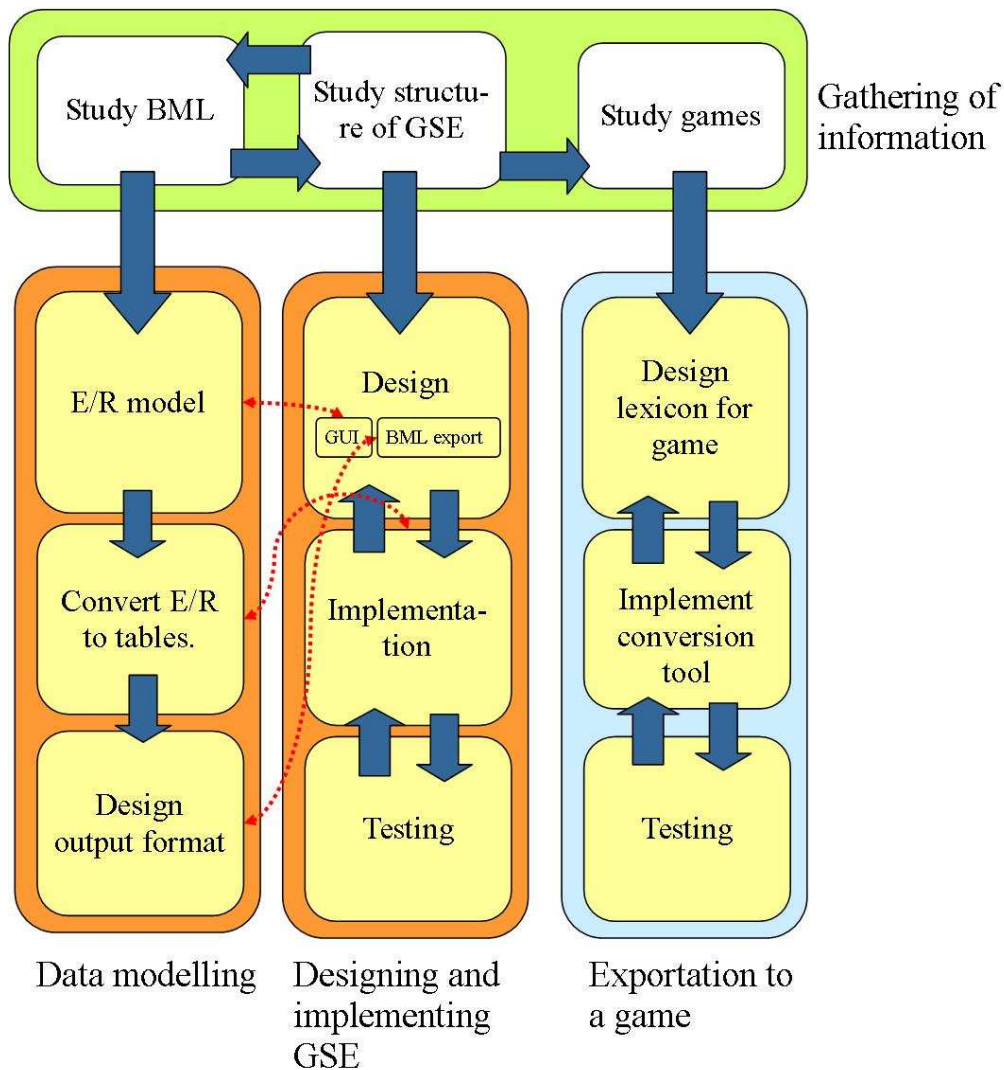 Study BML
Study structu-
re of GSE
Study games
Gathering of
information
E/R model
Convert E/R
to tables.
Design
output format
Data modelling
Design
GUI
BML export
Implementa-
tion
Testing
Designing and
implementing
GSE
Design
lexicon for
game
Implement
conversion
tool
Testing
Exportation to
a game